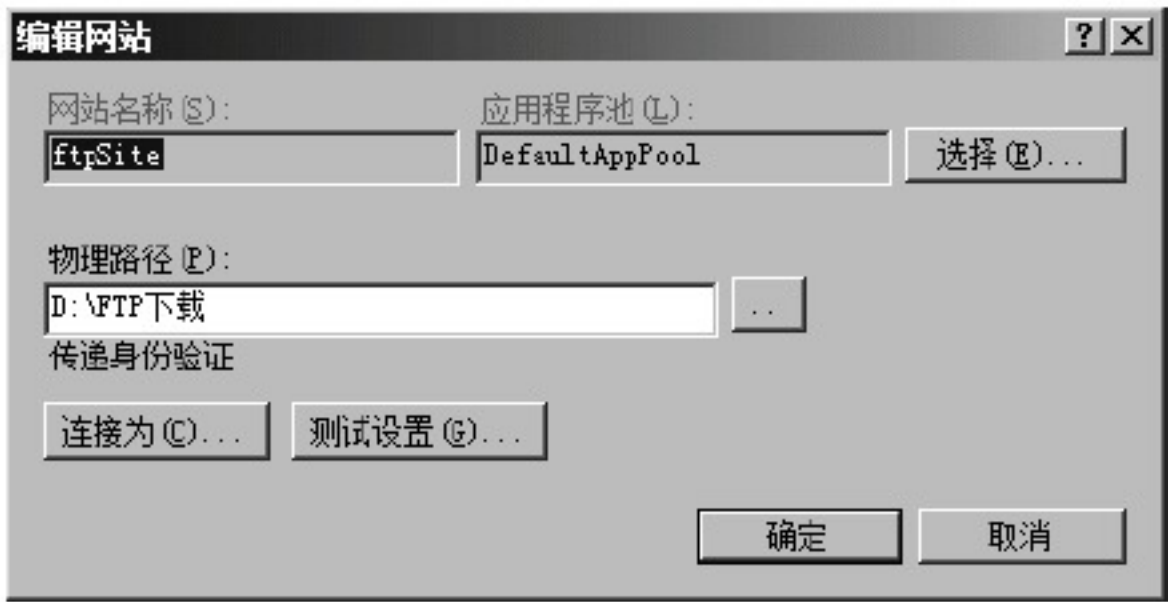 编辑网站
网站名称(S): 应用程序池(L):
ftpSite DefaultAppPool 选择(E)...
物理路径(P):
D:\FTP下载 ..
传递身份验证
连接为(C)... 测试设置(G)...
确定 取消